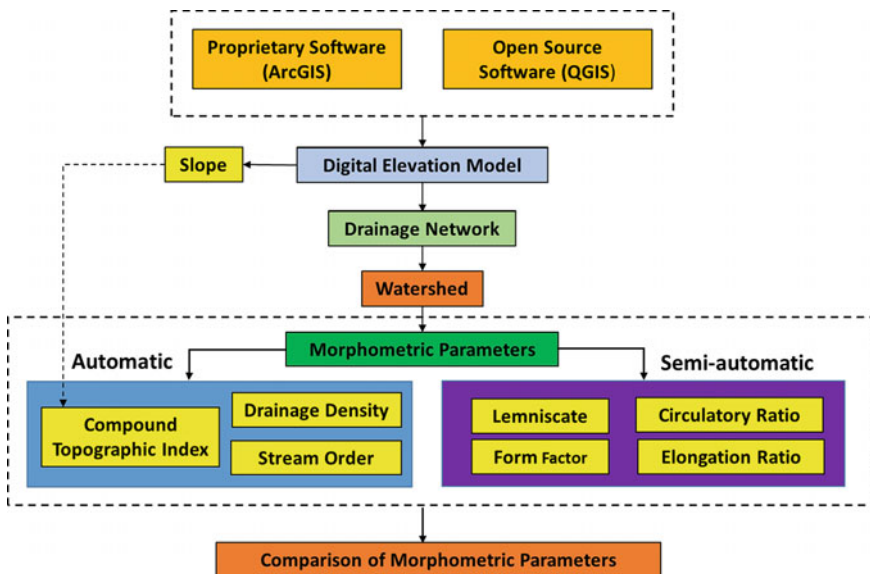 Proprietary Software
(ArcGIS)
Open Source
Software (QGIS)
Slope
Digital Elevation Model
Drainage Network
Watershed
Morphometric Parameters
Automatic
Semi-automatic
Compound
Topographic Index
Drainage Density
Stream Order
Lemniscate
Circulatory Ratio
Form Factor
Elongation Ratio
Comparison of Morphometric Parameters